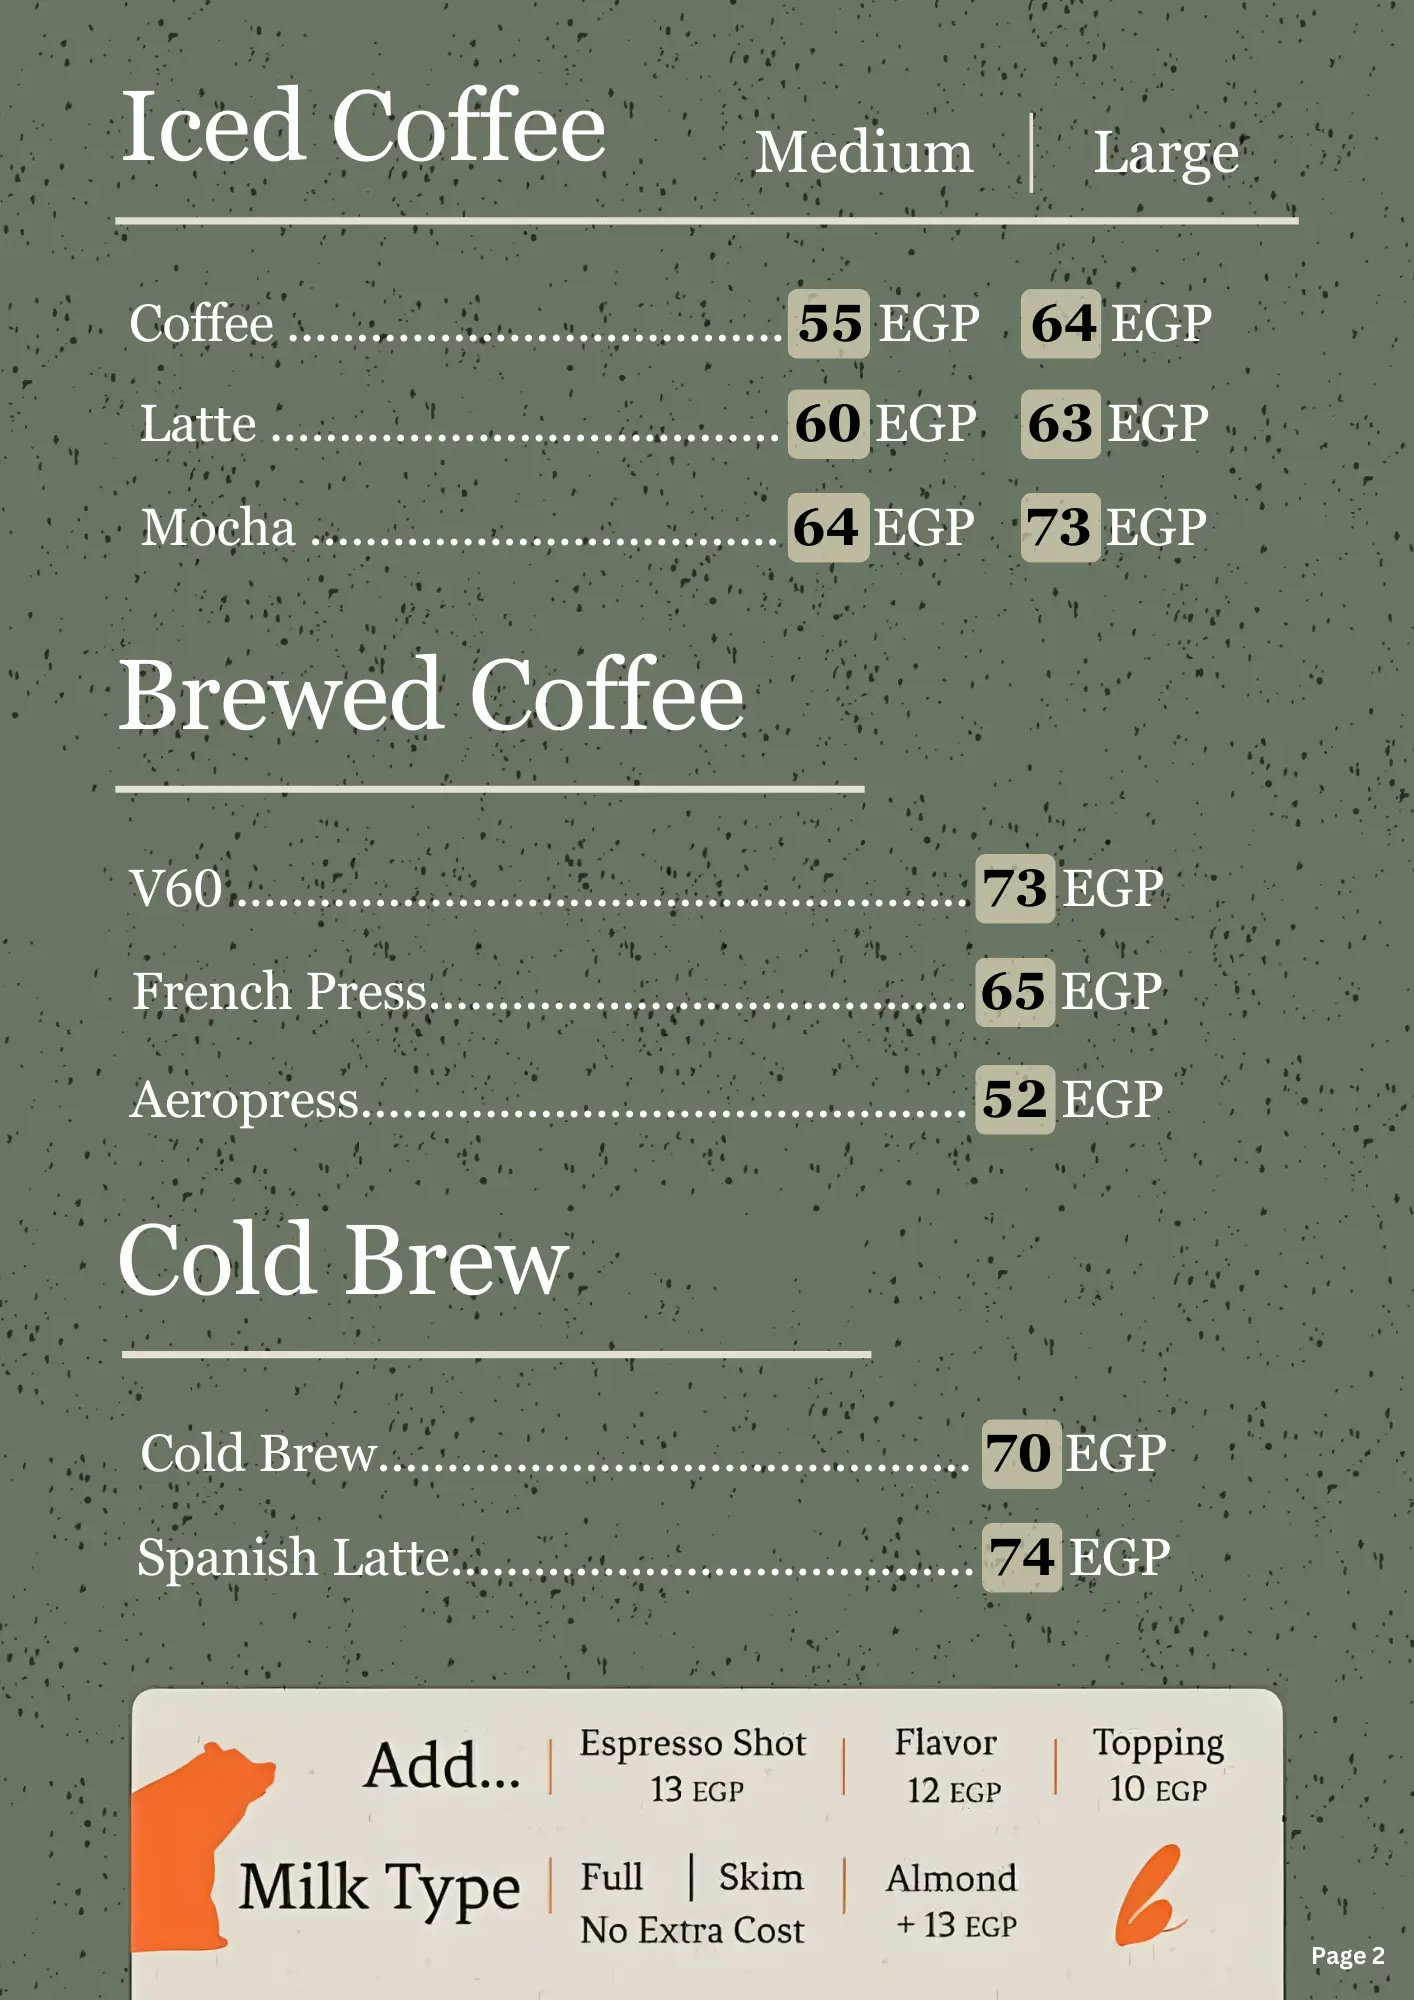 Iced Coffee
Medium | Large
Coffee .................................... 55 EGP 64 EGP
Latte ..................................... 60 EGP 63 EGP
Mocha .................................. 64 EGP 73 EGP
Brewed Coffee
V60 ..................................................... 73 EGP
French Press....................................... 65 EGP
Aeropress............................................ 52 EGP
Cold Brew
Cold Brew........................................... 70 EGP
Spanish Latte...................................... 74 EGP
Add... | Espresso Shot | Flavor | Topping
13 EGP 12 EGP 10 EGP
Milk Type | Full | Skim | Almond
No Extra Cost + 13 EGP
Page 2